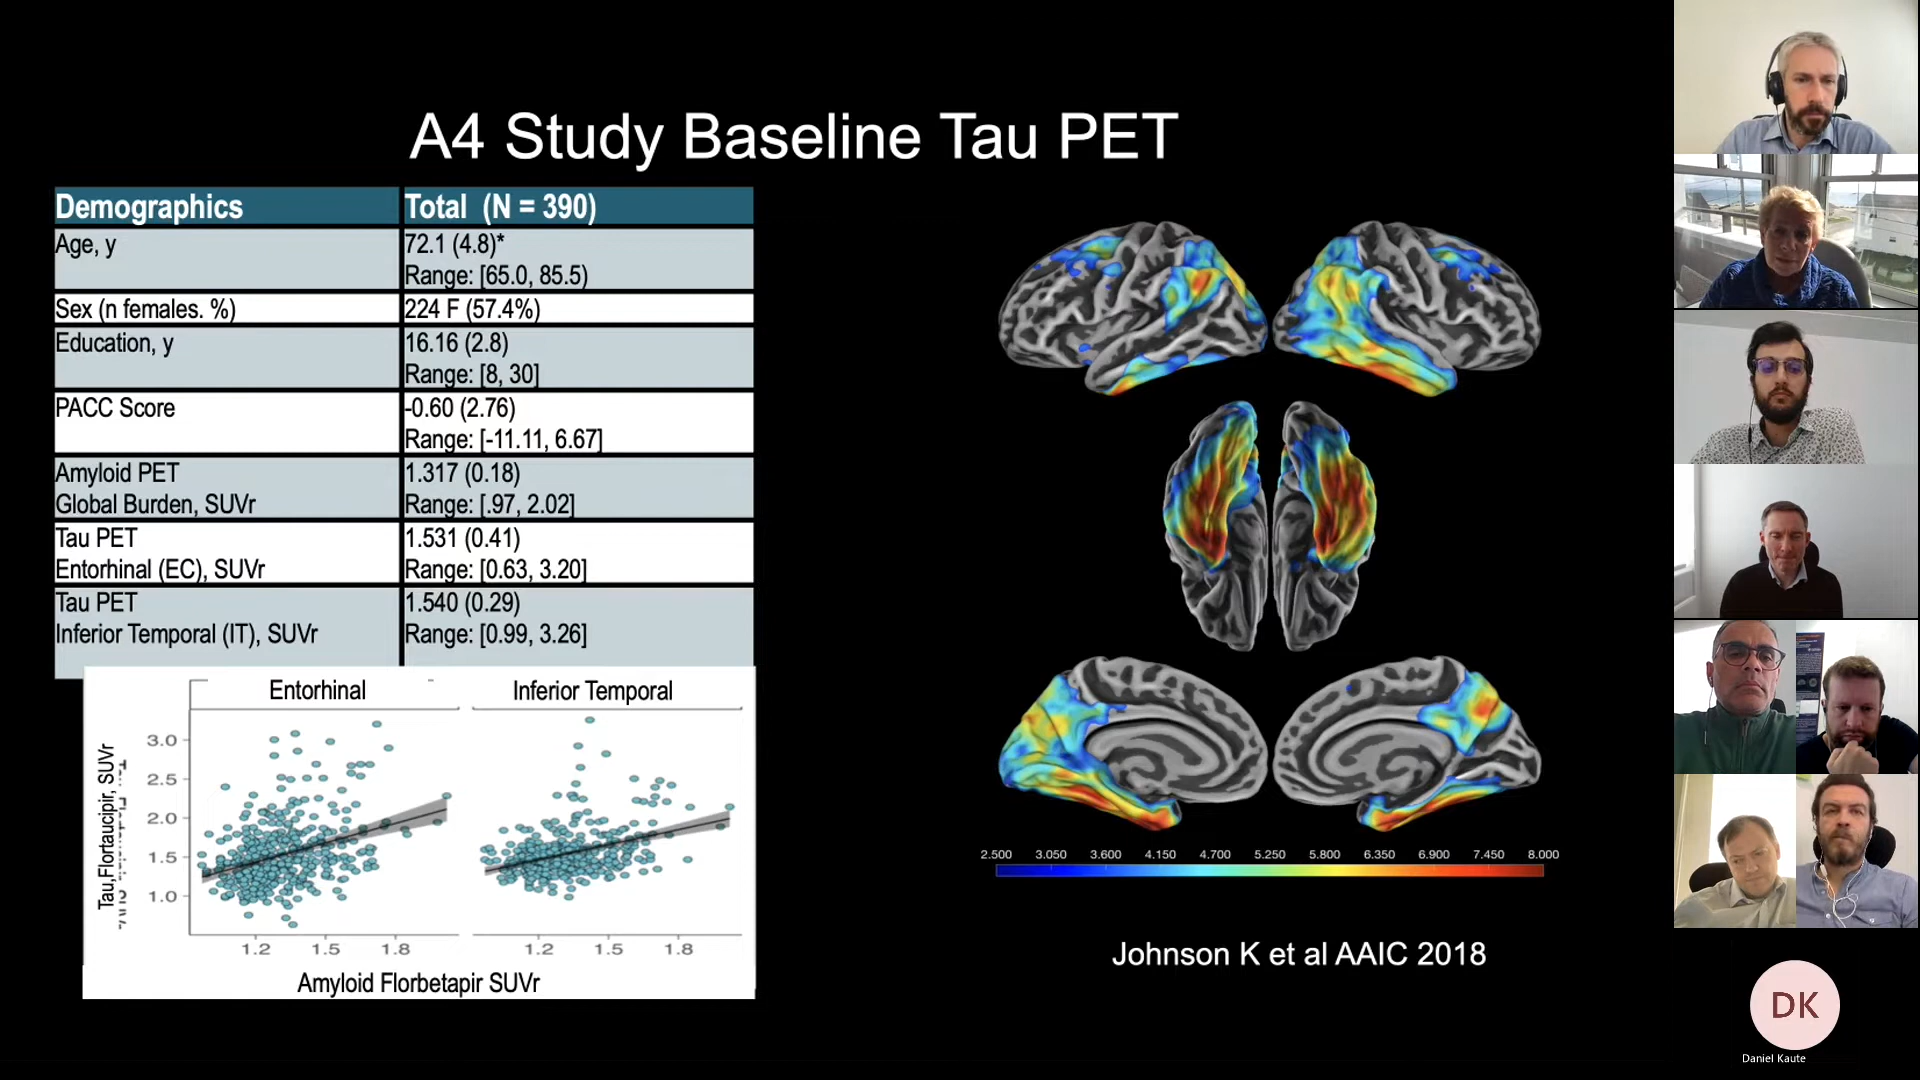 A4 Study Baseline Tau PET
Demographics
Total (N = 390)
Age, y
72.1 (4.8)*
Range: [65.0, 85.5)
Sex (n females. %)
224 F (57.4%)
Education, y
16.16 (2.8)
Range: [8, 30]
PACC Score
-0.60 (2.76)
Range: [-11.11, 6.67]
Amyloid PET
Global Burden, SUVr
1.317 (0.18)
Range: [.97, 2.02]
Tau PET
Entorhinal (EC), SUVr
1.531 (0.41)
Range: [0.63, 3.20]
Tau PET
Inferior Temporal (IT), SUVr
1.540 (0.29)
Range: [0.99, 3.26]
Entorhinal
Inferior Temporal
Tau,Flortaucipir, SUVr
3.0
2.5
2.0
1.5
1.0
1.2 1.5 1.8
1.2 1.5 1.8
Amyloid Florbetapir SUVr
2.500 3.050 3.600 4.150 4.700 5.250 5.800 6.350 6.900 7.450 8.000
Johnson K et al AAIC 2018
DK
Daniel Kaute